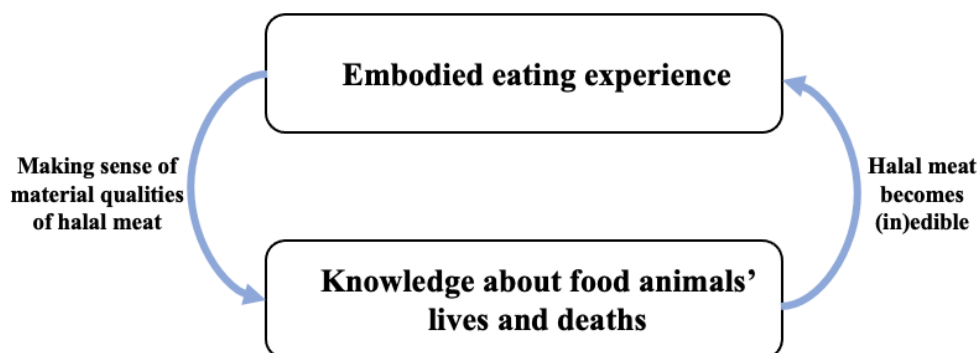 Embodied eating experience
Making sense of
material qualities
of halal meat
Halal meat
becomes
(in)edible
Knowledge about food animals’
lives and deaths